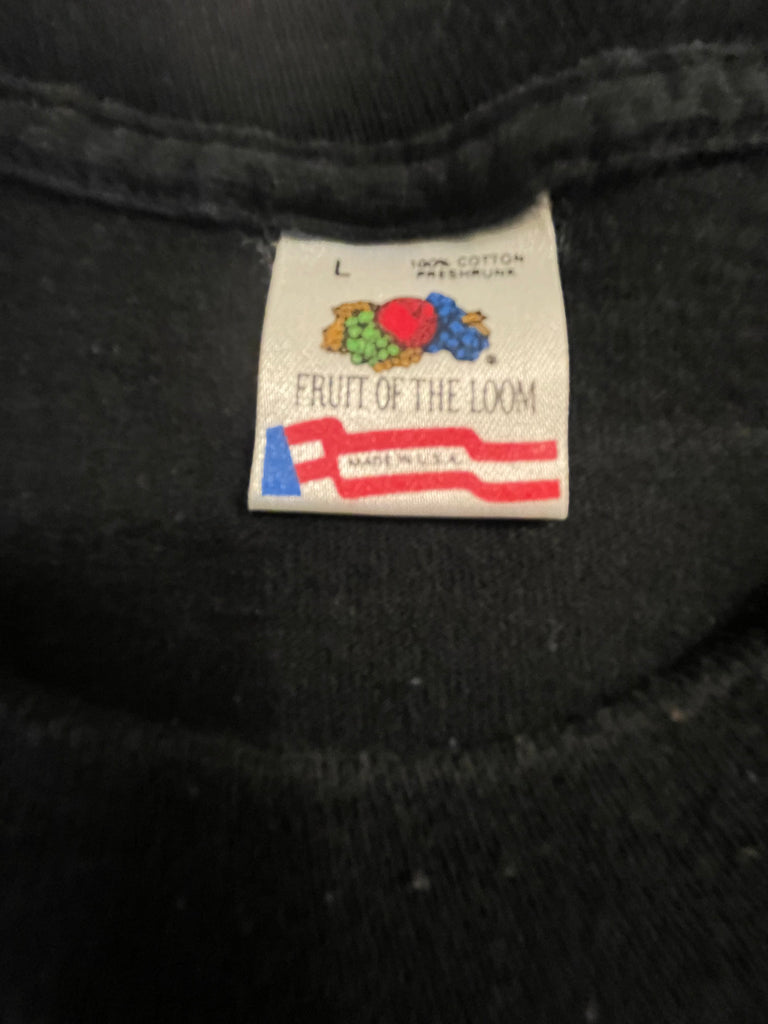 L
100% COTTON
PRESHRUNK
®
FRUIT OF THE LOOM
MADE IN U.S.A.